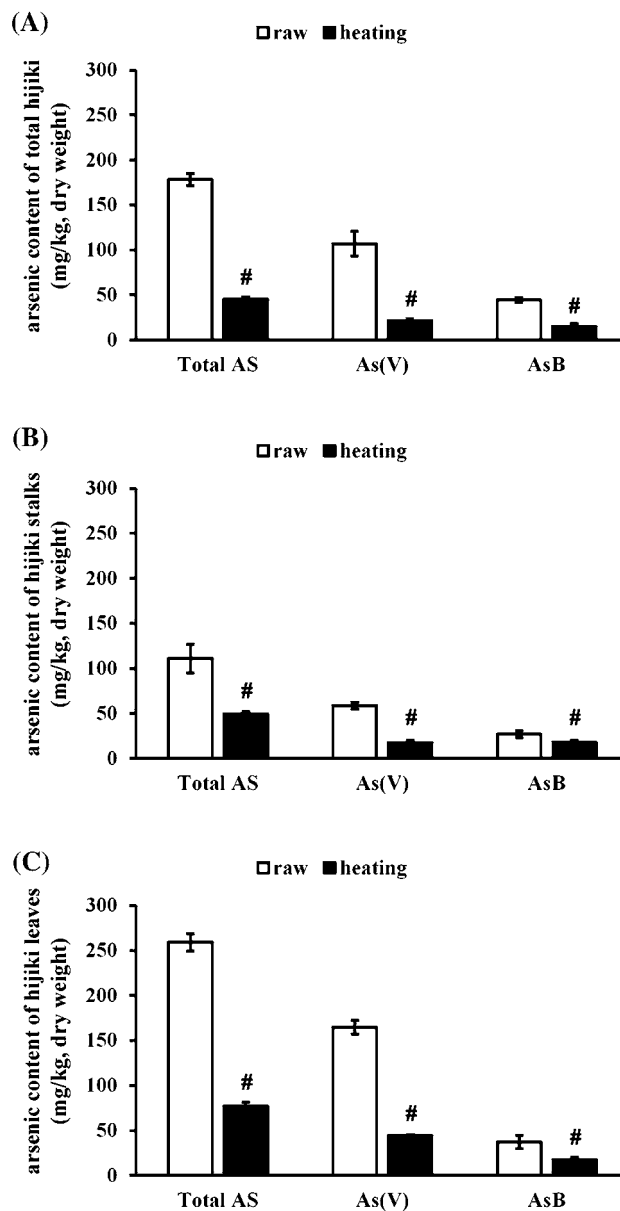 (A)
raw heating
arsenic content of total hijiki
(mg/kg, dry weight)
300
250
200
150
100
50
0
#
#
#
Total AS As(V) AsB
(B)
raw heating
arsenic content of hijiki stalks
(mg/kg, dry weight)
300
250
200
150
100
50
0
#
#
#
Total AS As(V) AsB
(C)
raw heating
arsenic content of hijiki leaves
(mg/kg, dry weight)
300
250
200
150
100
50
0
#
#
#
Total AS As(V) AsB